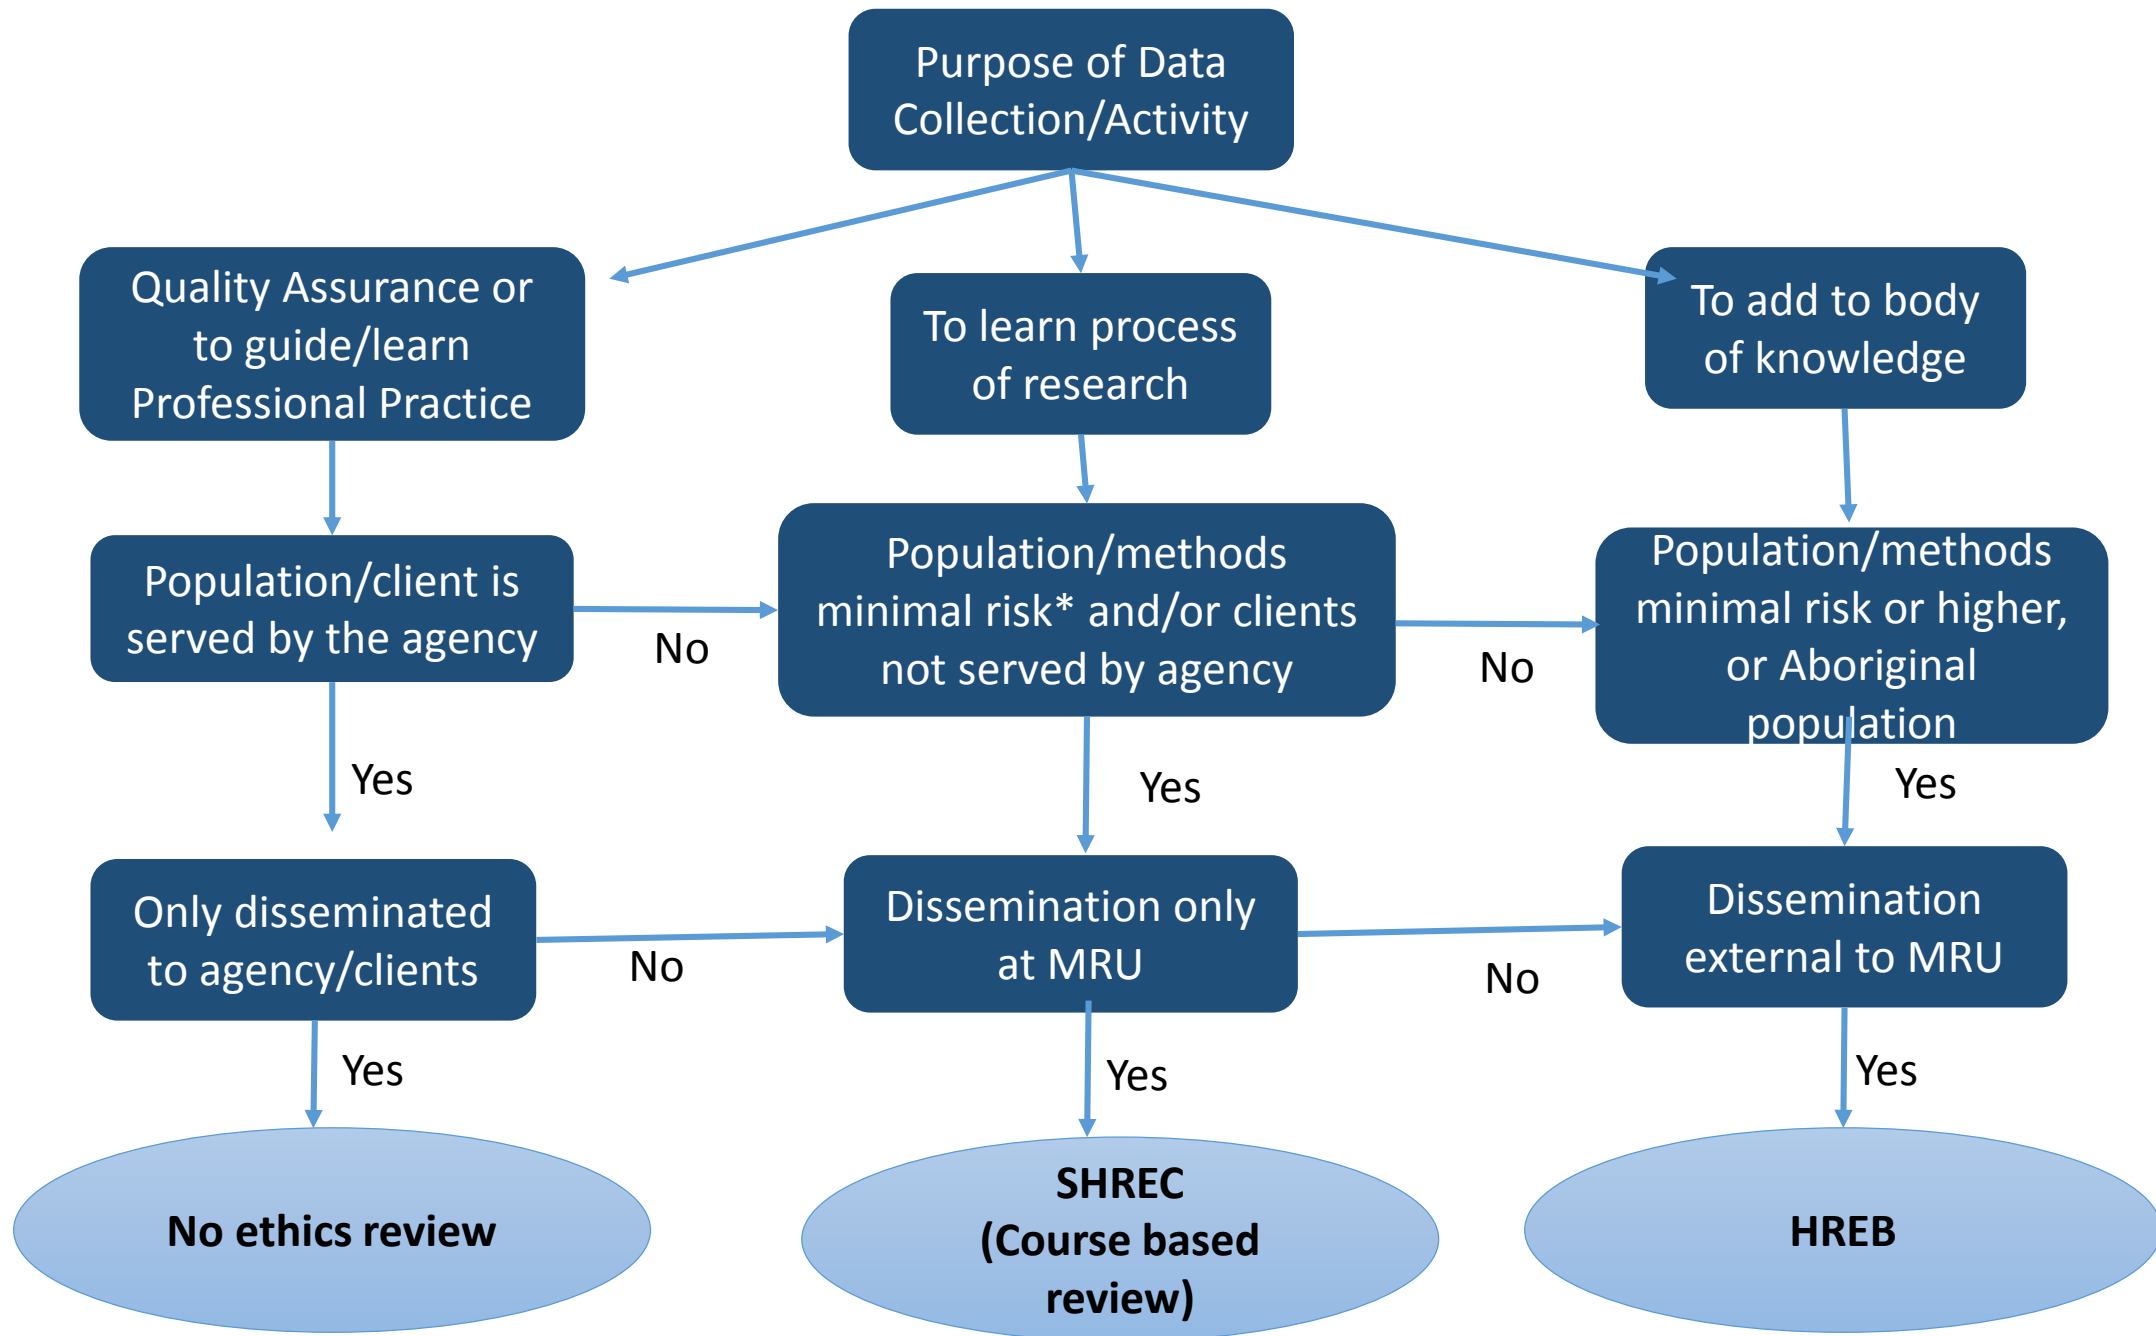 Purpose of Data
Collection/Activity
Quality Assurance or
to guide/learn
Professional Practice
To learn process
of research
To add to body
of knowledge
Population/client is
served by the agency
No
Population/methods
minimal risk* and/or clients
not served by agency
No
Population/methods
minimal risk or higher,
or Aboriginal
population
Yes
Yes
Yes
Only disseminated
to agency/clients
No
Dissemination only
at MRU
No
Dissemination
external to MRU
Yes
Yes
Yes
No ethics review
SHREC
(Course based
review)
HREB